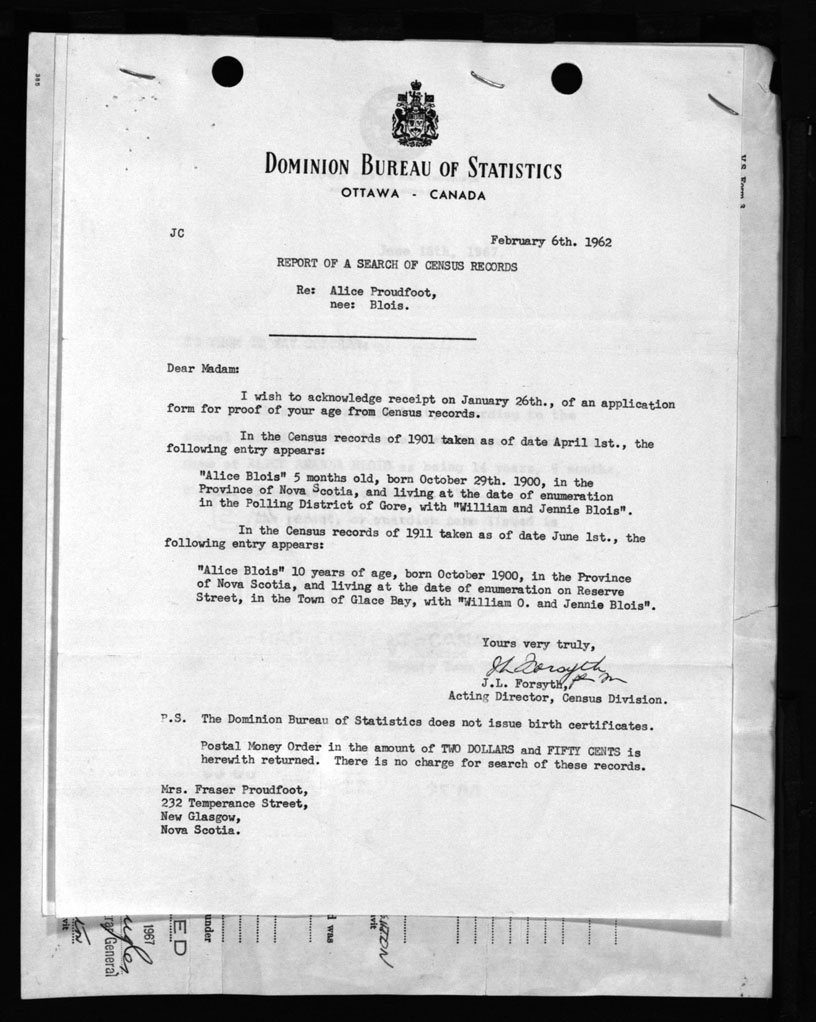 DOMINION BUREAU OF STATISTICS
OTTAWA - CANADA
JC
February 6th. 1962
REPORT OF A SEARCH OF CENSUS RECORDS
Re: Alice Proudfoot,
nee: Blois.
Dear Madam:
I wish to acknowledge receipt on January 26th., of an application
form for proof of your age from Census records.
In the Census records of 1901 taken as of date April 1st., the
following entry appears:
"Alice Blois" 5 months old, born October 29th. 1900, in the
Province of Nova Scotia, and living at the date of enumeration
in the Polling District of Gore, with "William and Jennie Blois".
In the Census records of 1911 taken as of date June 1st., the
following entry appears:
"Alice Blois" 10 years of age, born October 1900, in the Province
of Nova Scotia, and living at the date of enumeration on Reserve
Street, in the Town of Glace Bay, with "William O. and Jennie Blois".
Yours very truly,
J L Forsyth
J.L. Forsyth,
Acting Director, Census Division.
P.S. The Dominion Bureau of Statistics does not issue birth certificates.
Postal Money Order in the amount of TWO DOLLARS and FIFTY CENTS is
herewith returned. There is no charge for search of these records.
Mrs. Fraser Proudfoot,
232 Temperance Street,
New Glasgow,
Nova Scotia.
1967
General
ED
under
d was